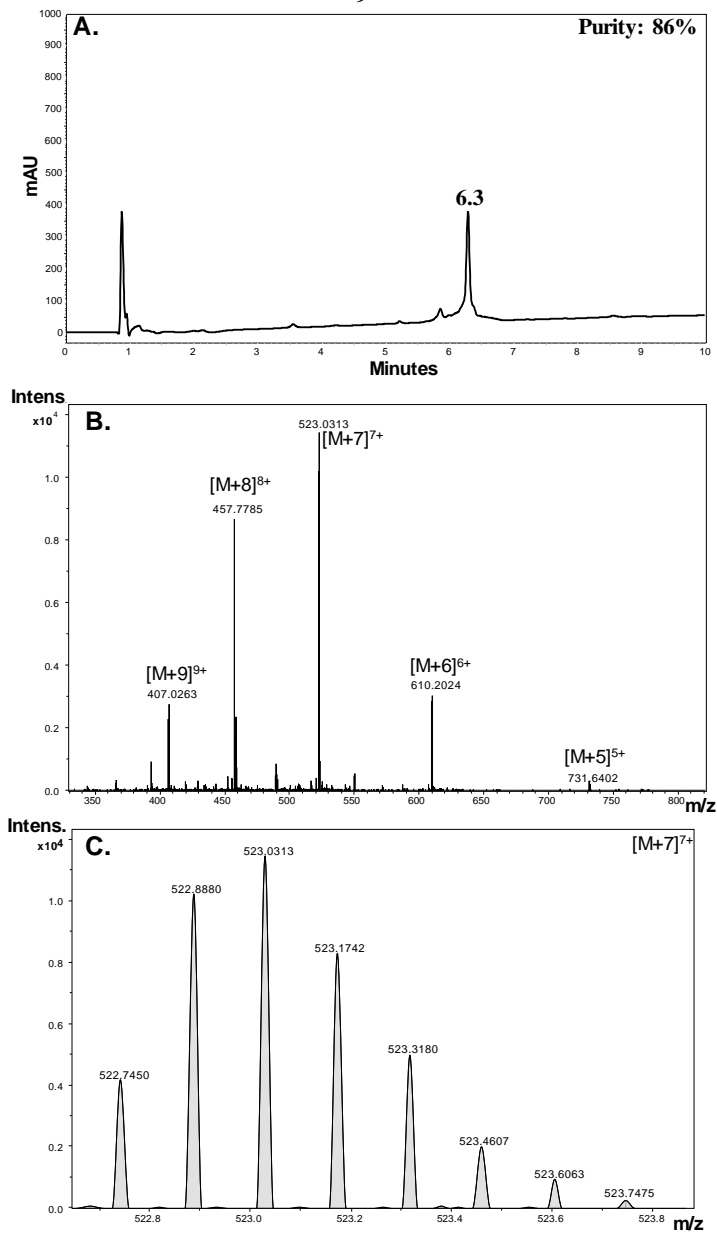 A.
Purity: 86%
1000
900
800
700
600
500
400
300
200
100
0
mAU
6.3
0 1 2 3 4 5 6 7 8 9 10
Minutes
Intens.
x10⁴
B.
523.0313
[M+7]⁷⁺
[M+8]⁸⁺
457.7785
[M+9]⁹⁺
407.0263
[M+6]⁶⁺
610.2024
[M+5]⁵⁺
731.6402
1.0
0.8
0.6
0.4
0.2
0.0
350 400 450 500 550 600 650 700 750 800 m/z
Intens.
x10⁴
C.
[M+7]⁷⁺
523.0313
522.8880
523.1742
523.3180
522.7450
523.4607
523.6063
523.7475
1.0
0.8
0.6
0.4
0.2
0.0
522.8 523.0 523.2 523.4 523.6 523.8
m/z